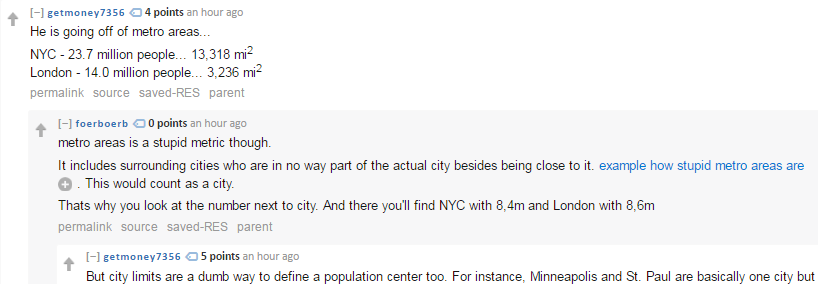 [–] getmoney7356 4 points an hour ago
He is going off of metro areas...
NYC - 23.7 million people... 13,318 mi²
London - 14.0 million people... 3,236 mi²
permalink source saved-RES parent
[–] foerboerb 0 points an hour ago
metro areas is a stupid metric though.
It includes surrounding cities who are in no way part of the actual city besides being close to it. example how stupid metro areas are
. This would count as a city.
Thats why you look at the number next to city. And there you'll find NYC with 8,4m and London with 8,6m
permalink source saved-RES parent
[–] getmoney7356 5 points an hour ago
But city limits are a dumb way to define a population center too. For instance, Minneapolis and St. Paul are basically one city but